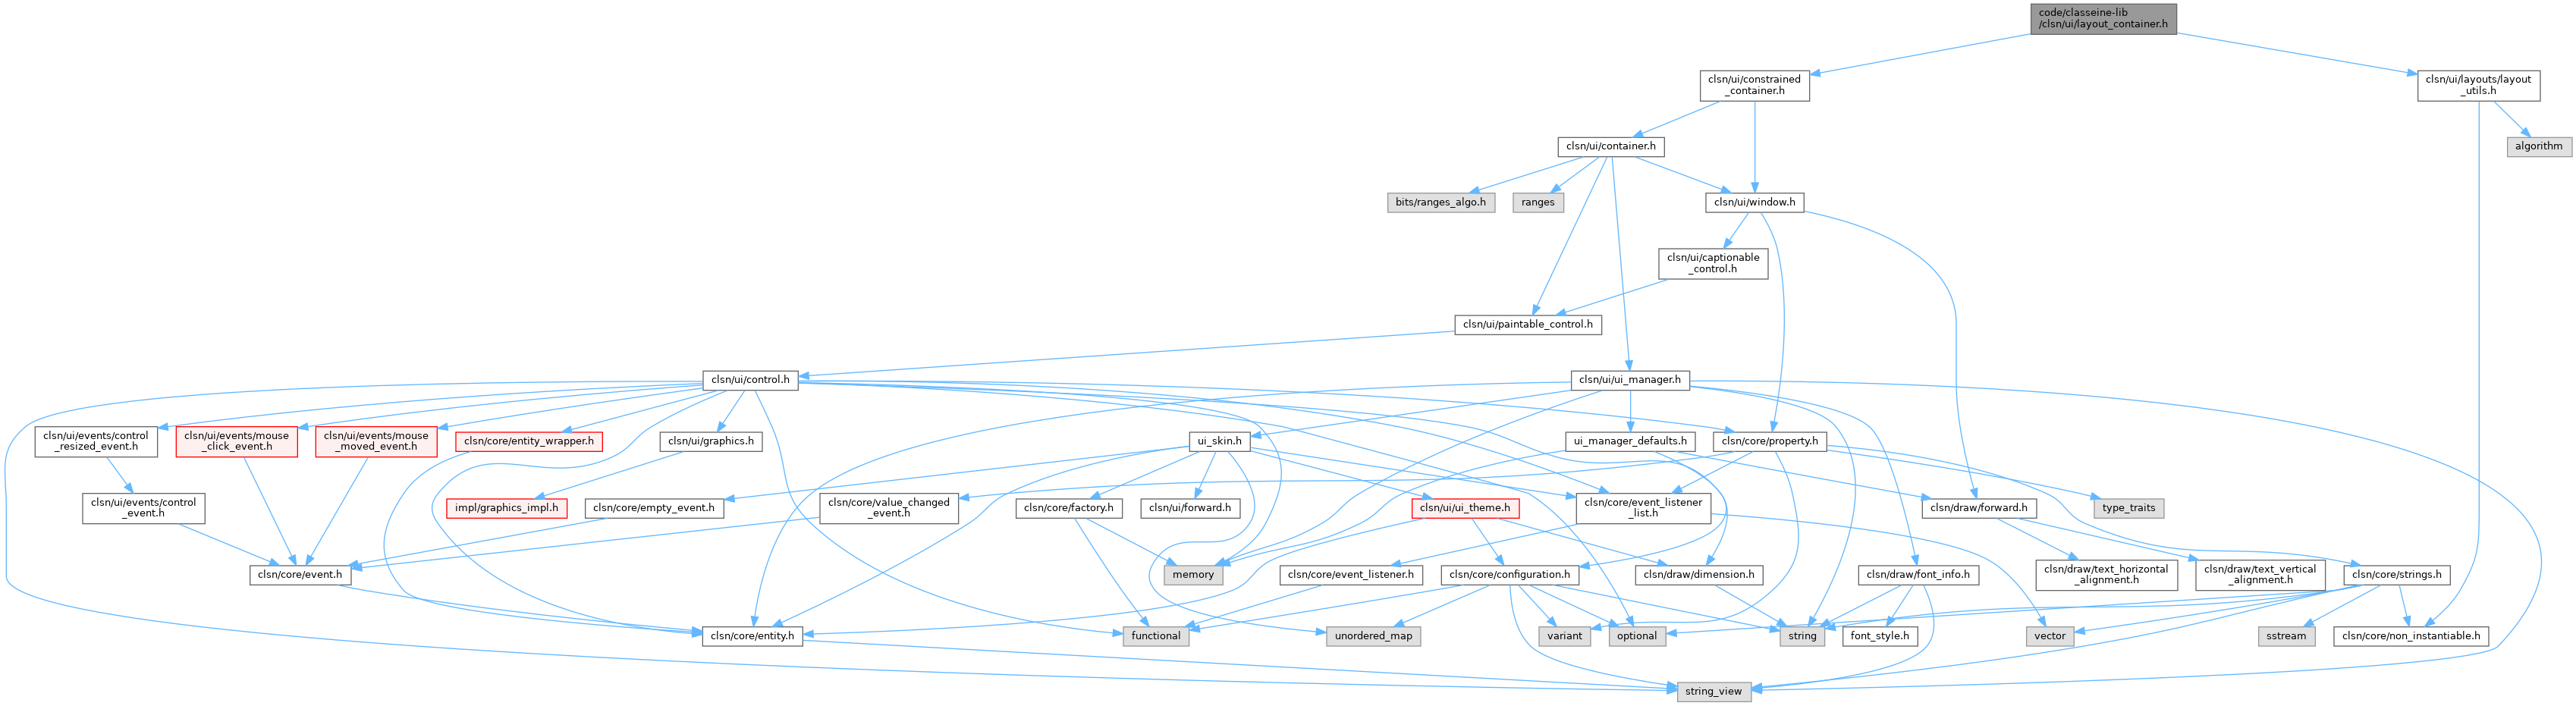 code/classeine-lib
/clsn/ui/layout_container.h
clsn/ui/constrained
_container.h
clsn/ui/layouts/layout
_utils.h
clsn/ui/container.h
algorithm
bits/ranges_algo.h
ranges
clsn/ui/window.h
clsn/ui/captionable
_control.h
clsn/ui/paintable_control.h
clsn/ui/control.h
clsn/ui/ui_manager.h
clsn/ui/events/control
_resized_event.h
clsn/ui/events/mouse
_click_event.h
clsn/ui/events/mouse
_moved_event.h
clsn/core/entity_wrapper.h
clsn/ui/graphics.h
ui_skin.h
ui_manager_defaults.h
clsn/core/property.h
clsn/ui/events/control
_event.h
impl/graphics_impl.h
clsn/core/empty_event.h
clsn/core/value_changed
_event.h
clsn/core/factory.h
clsn/ui/forward.h
clsn/ui/ui_theme.h
clsn/core/event_listener
_list.h
clsn/draw/forward.h
type_traits
clsn/core/event.h
memory
clsn/core/event_listener.h
clsn/core/configuration.h
clsn/draw/dimension.h
clsn/draw/font_info.h
clsn/draw/text_horizontal
_alignment.h
clsn/draw/text_vertical
_alignment.h
clsn/core/strings.h
clsn/core/entity.h
functional
unordered_map
variant
optional
string
font_style.h
vector
sstream
clsn/core/non_instantiable.h
string_view